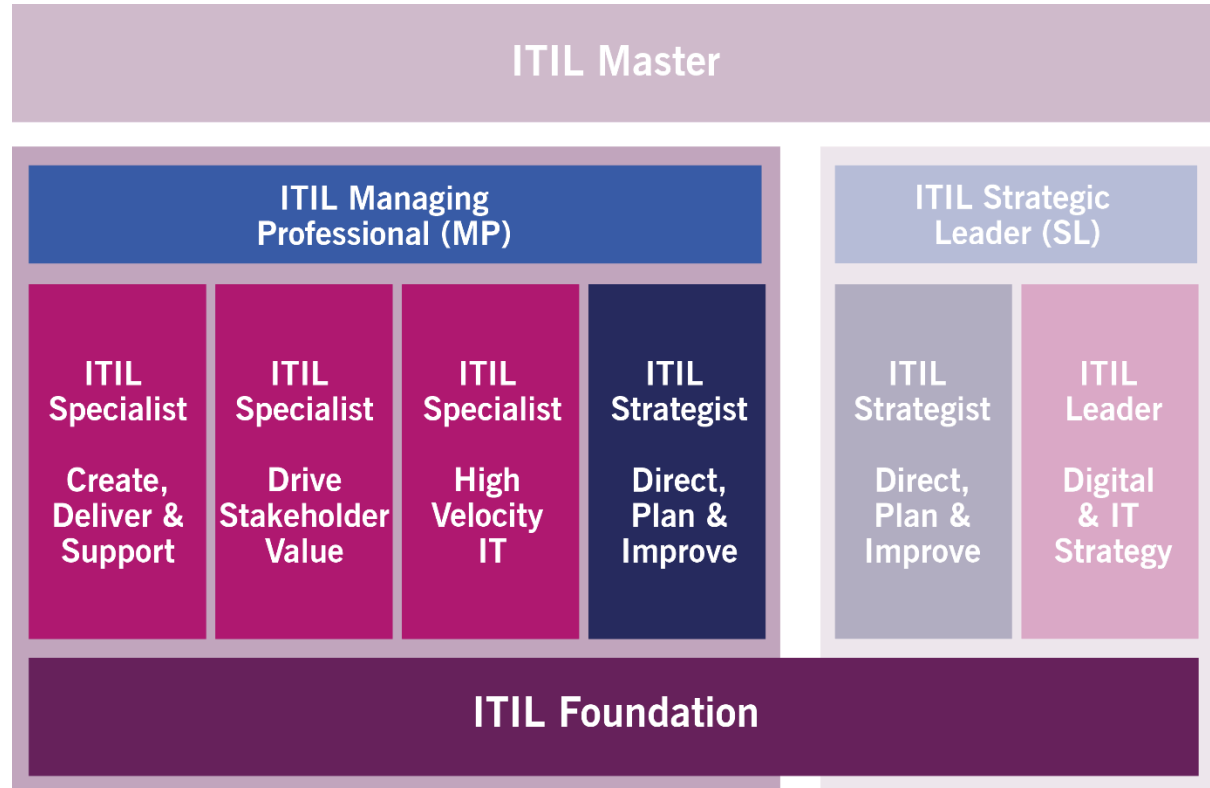 ITIL Master
ITIL Managing
Professional (MP)
ITIL Strategic
Leader (SL)
ITIL
Specialist
Create,
Deliver &
Support
ITIL
Specialist
Drive
Stakeholder
Value
ITIL
Specialist
High
Velocity
IT
ITIL
Strategist
Direct,
Plan &
Improve
ITIL
Strategist
Direct,
Plan &
Improve
ITIL
Leader
Digital
& IT
Strategy
ITIL Foundation